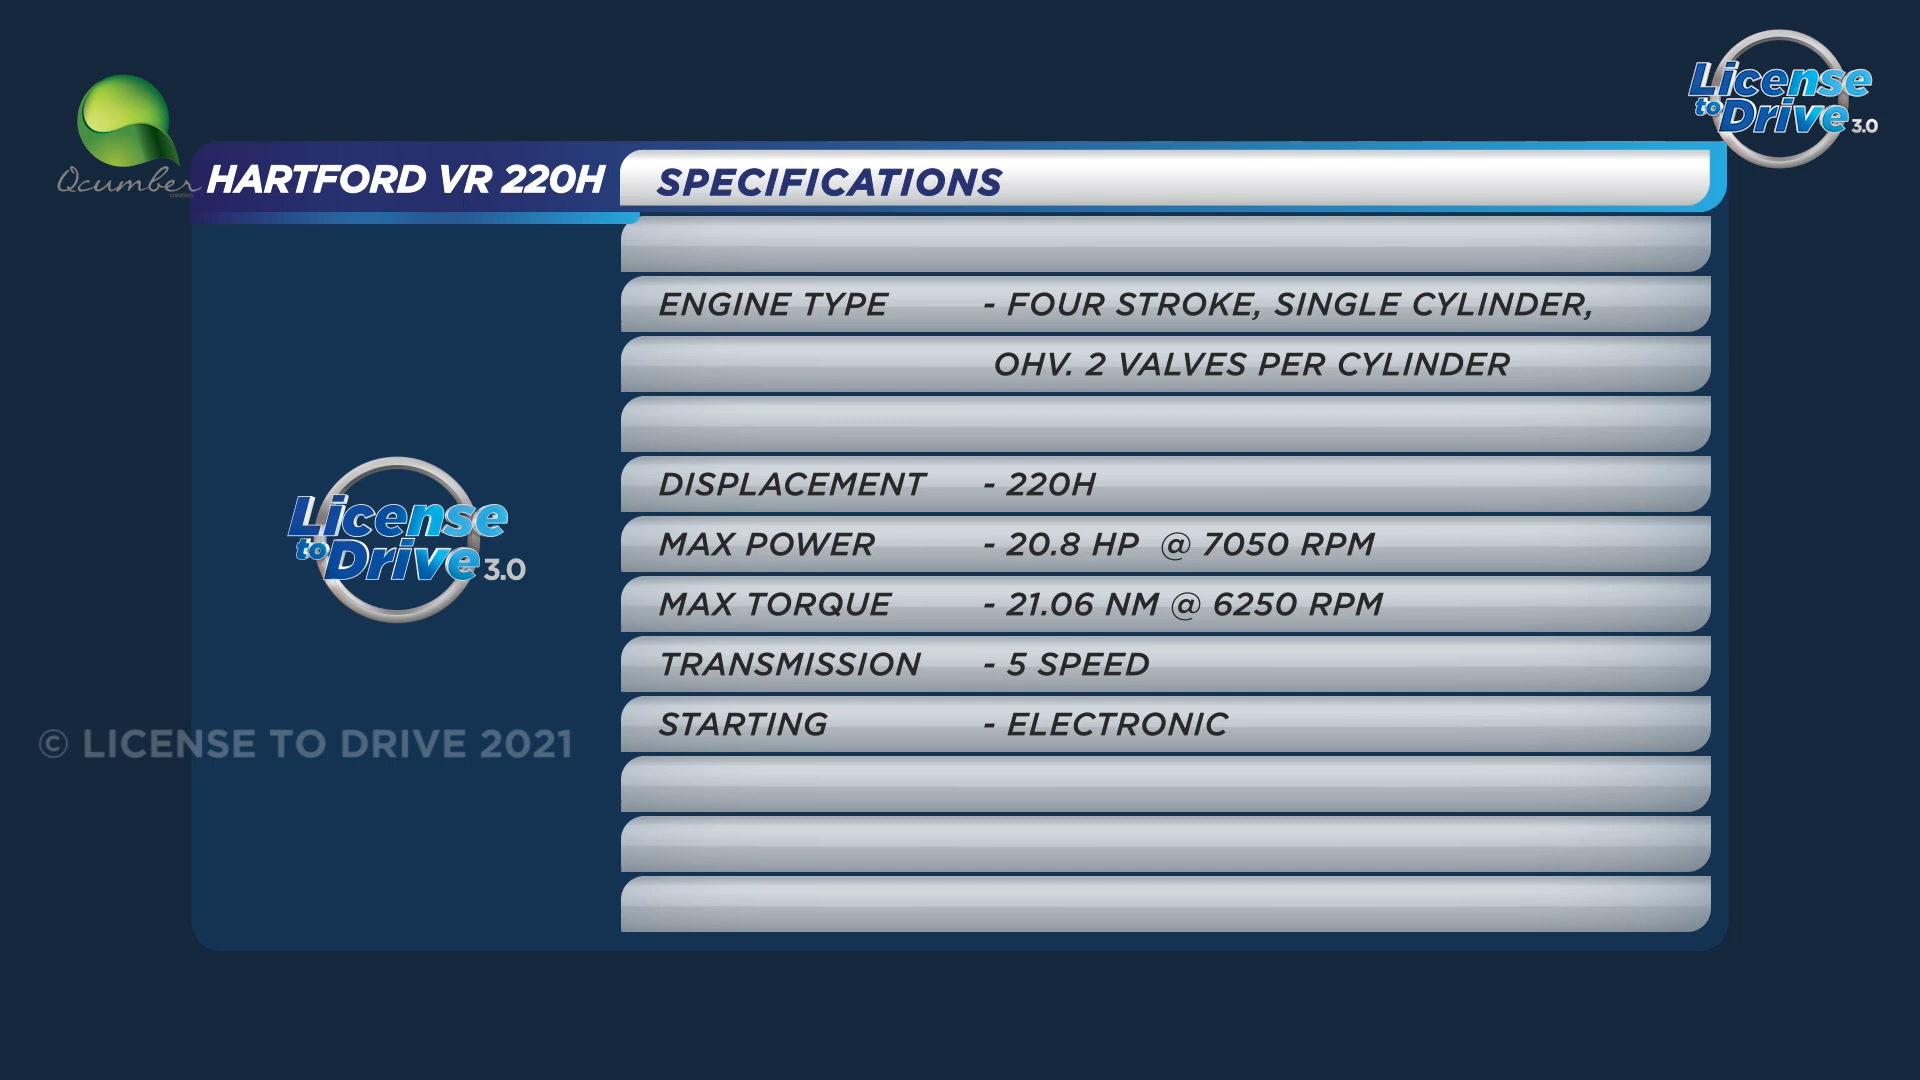 License
to Drive 3.0
Qcumber
HARTFORD VR 220H
SPECIFICATIONS
ENGINE TYPE - FOUR STROKE, SINGLE CYLINDER,
OHV. 2 VALVES PER CYLINDER
DISPLACEMENT - 220H
MAX POWER - 20.8 HP @ 7050 RPM
MAX TORQUE - 21.06 NM @ 6250 RPM
TRANSMISSION - 5 SPEED
STARTING - ELECTRONIC
License
to Drive 3.0
© LICENSE TO DRIVE 2021